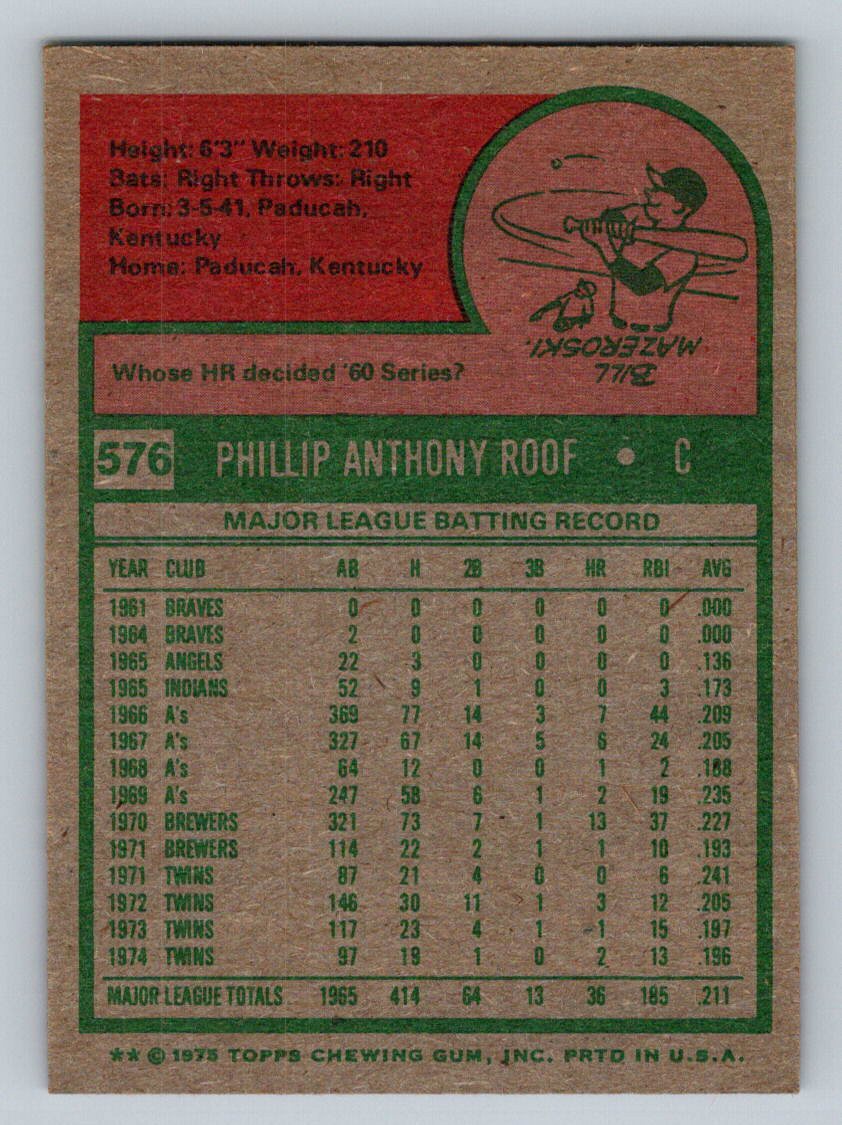 Height: 6'3" Weight: 210
Bats: Right Throws: Right
Born: 3-5-41, Paducah,
Kentucky
Home: Paducah, Kentucky
Whose HR decided '60 Series?
BILL
MAZEROSKI.
576 PHILLIP ANTHONY ROOF • C
MAJOR LEAGUE BATTING RECORD
YEAR CLUB AB H 2B 3B HR RBI AVG
1961 BRAVES 0 0 0 0 0 0 .000
1964 BRAVES 2 0 0 0 0 0 .000
1965 ANGELS 22 3 0 0 0 0 .136
1965 INDIANS 52 9 1 0 0 3 .173
1966 A's 369 77 14 3 7 44 .209
1967 A's 327 67 14 5 6 24 .205
1968 A's 64 12 0 0 1 2 .188
1969 A's 247 58 6 1 2 19 .235
1970 BREWERS 321 73 7 1 13 37 .227
1971 BREWERS 114 22 2 1 1 10 .193
1971 TWINS 87 21 4 0 0 6 .241
1972 TWINS 146 30 11 1 3 12 .205
1973 TWINS 117 23 4 1 1 15 .197
1974 TWINS 97 19 1 0 2 13 .196
MAJOR LEAGUE TOTALS 1965 414 64 13 36 185 .211
** © 1975 TOPPS CHEWING GUM, INC. PRTD IN U.S.A.